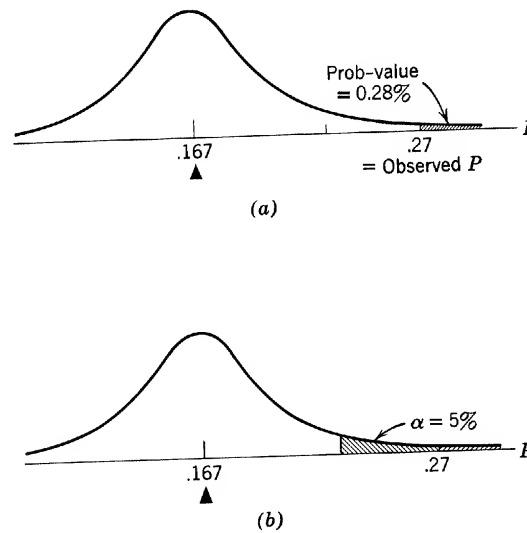 Prob-value
= 0.28%
.167
.27
= Observed P
(a)
α = 5%
.167
.27
(b)